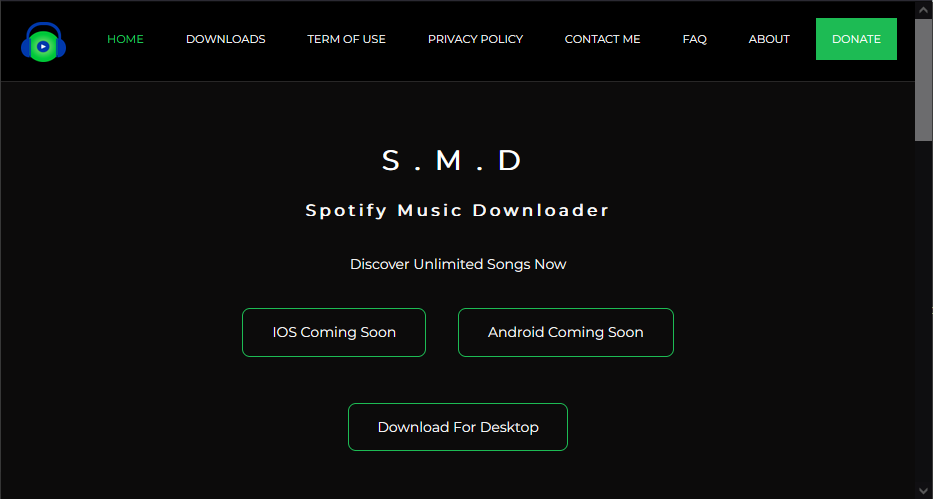 HOME DOWNLOADS TERM OF USE PRIVACY POLICY CONTACT ME FAQ ABOUT DONATE
S . M . D
Spotify Music Downloader
Discover Unlimited Songs Now
IOS Coming Soon Android Coming Soon
Download For Desktop